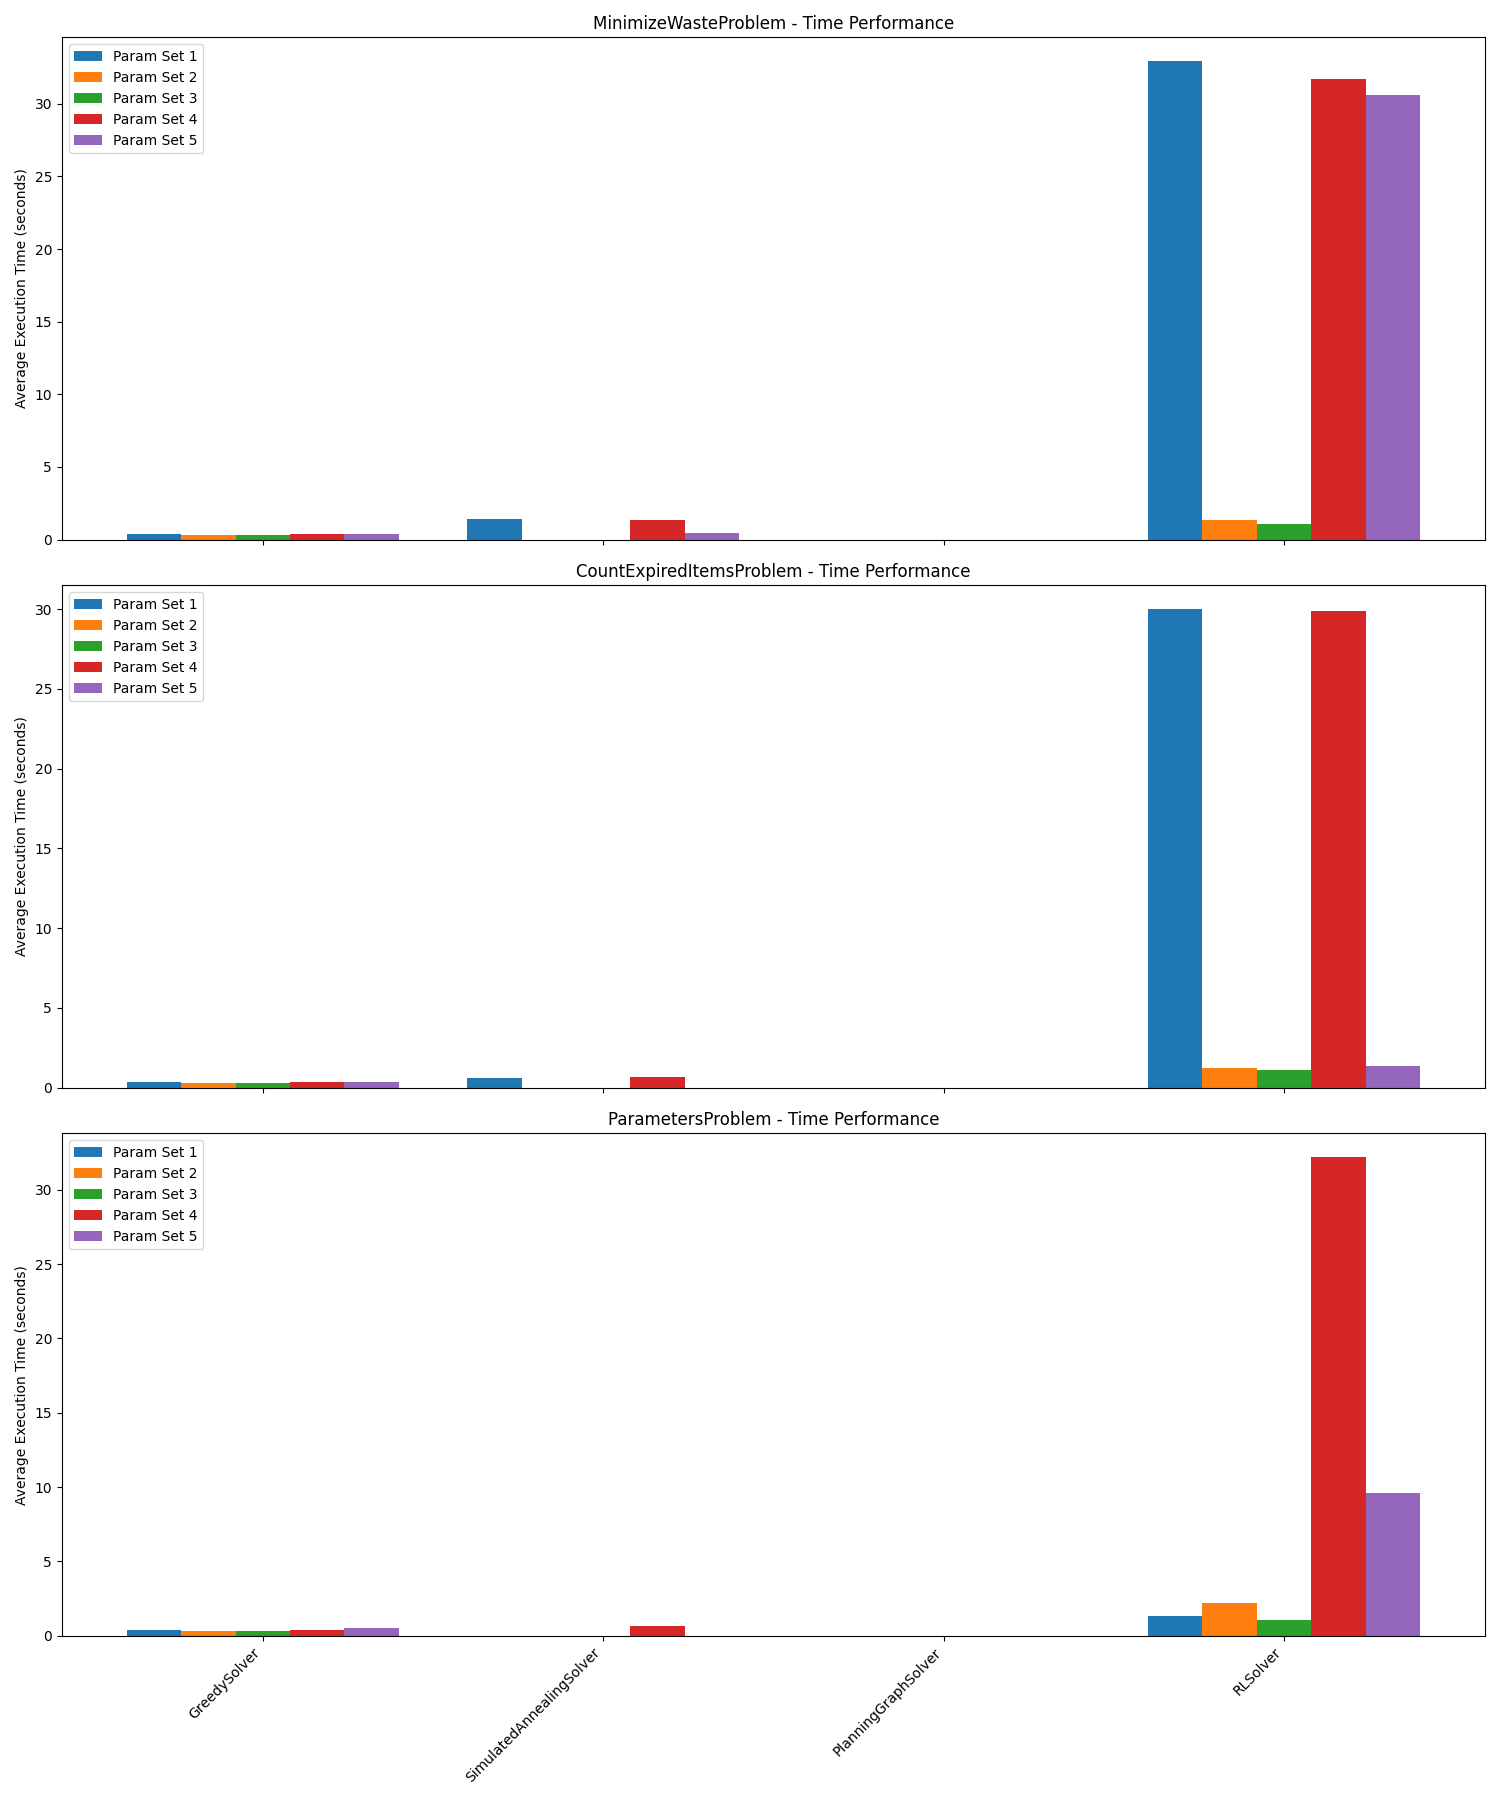 MinimizeWasteProblem - Time Performance
Param Set 1
Param Set 2
Param Set 3
Param Set 4
Param Set 5
Average Execution Time (seconds)
30
25
20
15
10
5
0
CountExpiredItemsProblem - Time Performance
Param Set 1
Param Set 2
Param Set 3
Param Set 4
Param Set 5
Average Execution Time (seconds)
30
25
20
15
10
5
0
ParametersProblem - Time Performance
Param Set 1
Param Set 2
Param Set 3
Param Set 4
Param Set 5
Average Execution Time (seconds)
30
25
20
15
10
5
0
GreedySolver
SimulatedAnnealingSolver
PlanningGraphSolver
RLSolver